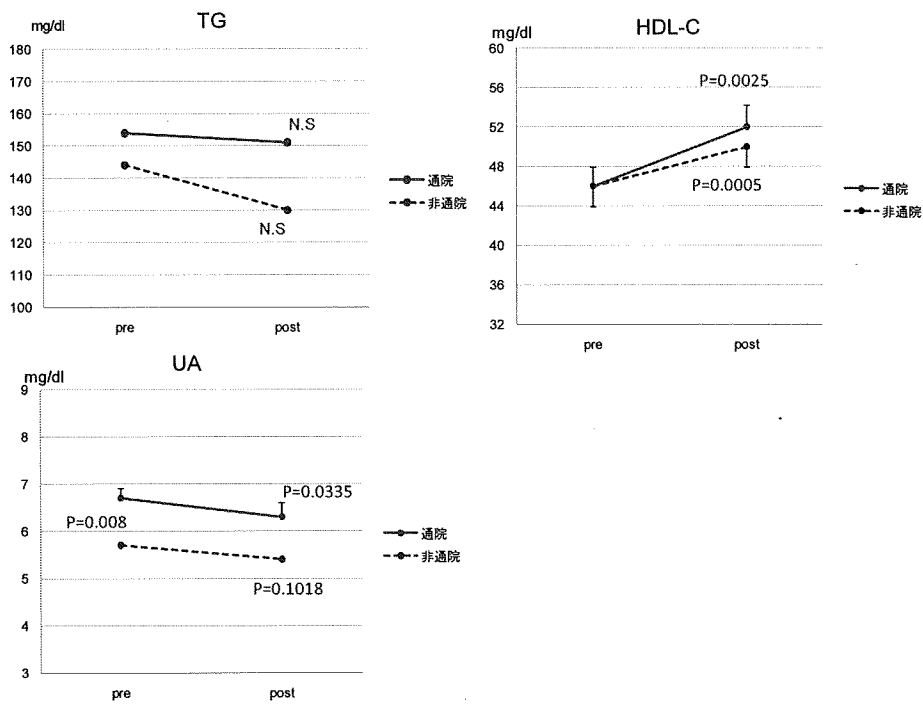 TG
mg/dl
180
170
160
150
140
130
120
110
100
N.S
N.S
pre
post
通院
非通院
HDL-C
mg/dl
60
56
52
48
44
40
36
32
P=0.0025
P=0.0005
pre
post
通院
非通院
UA
mg/dl
9
8
7
6
5
4
3
P=0.008
P=0.0335
P=0.1018
pre
post
通院
非通院